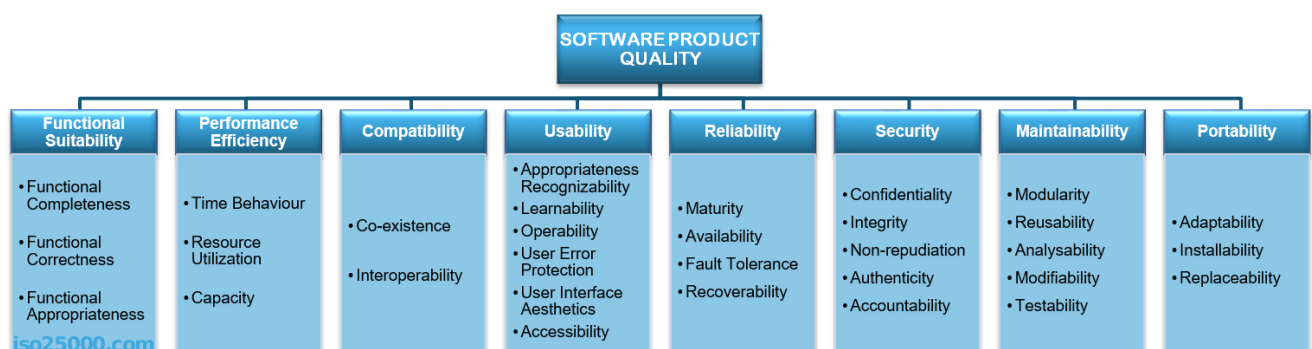 SOFTWARE PRODUCT
QUALITY
Functional
Suitability
• Functional
Completeness
• Functional
Correctness
• Functional
Appropriateness
Performance
Efficiency
• Time Behaviour
• Resource
Utilization
• Capacity
Compatibility
• Co-existence
• Interoperability
Usability
• Appropriateness
Recognizability
• Learnability
• Operability
• User Error
Protection
• User Interface
Aesthetics
• Accessibility
Reliability
• Maturity
• Availability
• Fault Tolerance
• Recoverability
Security
• Confidentiality
• Integrity
• Non-repudiation
• Authenticity
• Accountability
Maintainability
• Modularity
• Reusability
• Analysability
• Modifiability
• Testability
Portability
• Adaptability
• Installability
• Replaceability
iso25000.com